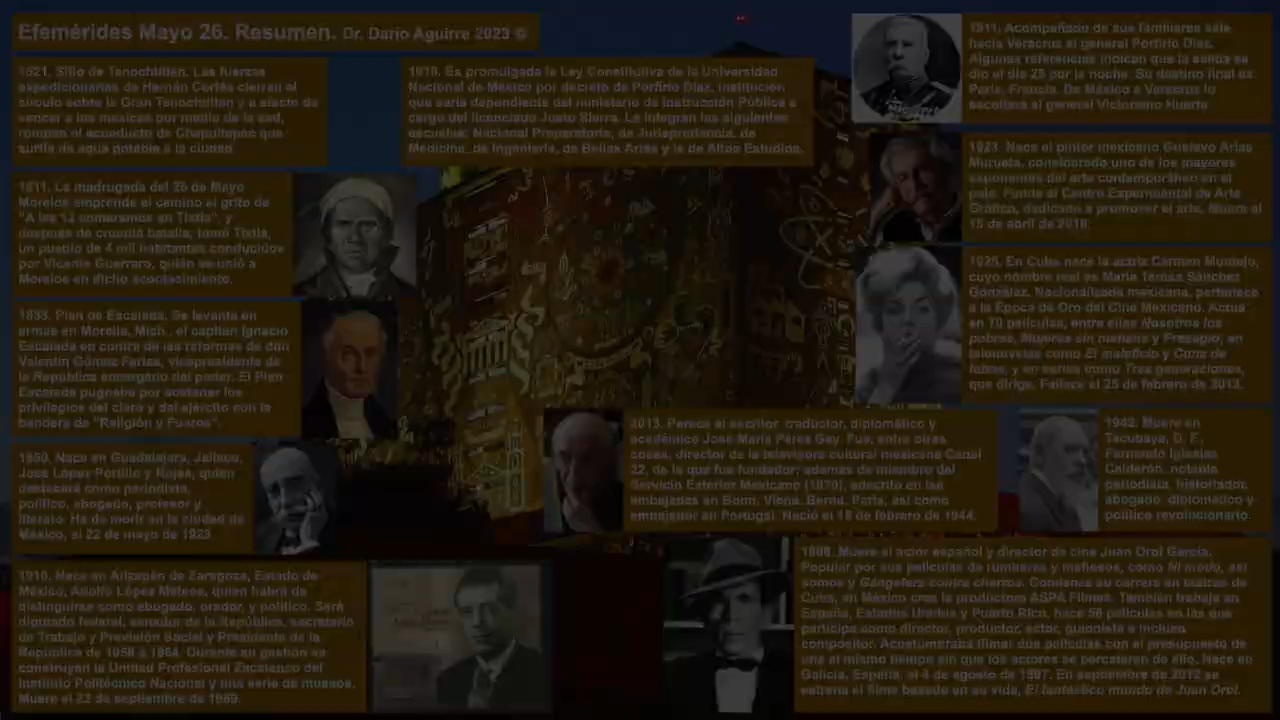 Efemérides Mayo 26. Resumen. Dr. Darío Aguirre 2023 ©
1521. Sitio de Tenochtitlan. Las fuerzas
expedicionarias de Hernán Cortés cierran el
círculo sobre la Gran Tenochtitlan y a efecto de
vencer a los mexicas por medio de la sed,
rompen el acueducto de Chapultepec que
surtía de agua potable a la ciudad.
1811. La madrugada del 26 de Mayo
Morelos emprende el camino al grito de
"A las 12 comeremos en Tixtla", y
después de cruenta batalla, tomó Tixtla,
un pueblo de 4 mil habitantes conducidos
por Vicente Guerrero, quién se unió a
Morelos en dicho acontecimiento.
1833. Plan de Escalada. Se levanta en
armas en Morelia, Mich., el capitán Ignacio
Escalada en contra de las reformas de don
Valentín Gómez Farías, vicepresidente de
la República encargado del poder. El Plan
Escalada pugnaba por sostener los
privilegios del clero y del ejército con la
bandera de "Religión y Fueros".
1850. Nace en Guadalajara, Jalisco,
José López Portillo y Rojas, quien
destacará como periodista,
político, abogado, profesor y
literato. Ha de morir en la ciudad de
México, el 22 de mayo de 1923.
1910. Nace en Atizapán de Zaragoza, Estado de
México, Adolfo López Mateos, quien habrá de
distinguirse como abogado, orador, y político. Será
diputado federal, senador de la República, secretario
de Trabajo y Previsión Social y Presidente de la
República de 1958 a 1964. Durante su gestión se
construyen la Unidad Profesional Zacatenco del
Instituto Politécnico Nacional y una serie de museos.
Muere el 22 de septiembre de 1969.
1910. Es promulgada la Ley Constitutiva de la Universidad
Nacional de México por decreto de Porfirio Díaz, institución
que sería dependiente del ministerio de Instrucción Pública a
cargo del licenciado Justo Sierra. La integran las siguientes
escuelas: Nacional Preparatoria, de Jurisprudencia, de
Medicina, de Ingeniería, de Bellas Artes y la de Altos Estudios.
1911. Acompañado de sus familiares sale
hacia Veracruz el general Porfirio Díaz.
Algunas referencias indican que la salida se
dio el día 25 por la noche. Su destino final es
París, Francia. De México a Veracruz lo
escoltará el general Victoriano Huerta.
1923. Nace el pintor mexicano Gustavo Arias
Murueta, considerado uno de los mayores
exponentes del arte contemporáneo en el
país. Funda el Centro Experimental de Arte
Gráfico, dedicado a promover el arte. Muere el
15 de abril de 2019.
1925. En Cuba nace la actriz Carmen Montejo,
cuyo nombre real es María Teresa Sánchez
González. Nacionalizada mexicana, pertenece
a la Época de Oro del Cine Mexicano. Actúa
en 70 películas, entre ellas Nosotros los
pobres, Mujeres sin mañana y Presagio, en
telenovelas como El maleficio y Cuna de
lobos, y en series como Tres generaciones,
que dirige. Fallece el 25 de febrero de 2013.
2013. Perece el escritor, traductor, diplomático y
académico José María Pérez Gay. Fue, entre otras
cosas, director de la televisora cultural mexicana Canal
22, de la que fue fundador; además de miembro del
Servicio Exterior Mexicano (1970), adscrito en las
embajadas en Bonn, Viena, Berna, París, así como
embajador en Portugal. Nació el 18 de febrero de 1944.
1942. Muere en
Tacubaya, D. F.,
Fernando Iglesias
Calderón, notable
periodista, historiador,
abogado, diplomático y
político revolucionario.
1988. Muere el actor español y director de cine Juan Orol García.
Popular por sus películas de rumberas y mafiosos, como
somos y Gángsters contra charros. Comienza su carrera en teatros de
Cuba, en México crea la productora ASPA Filmes. También trabaja en
España, Estados Unidos y Puerto Rico, hace 56 películas en las que
participa como director, productor, actor, guionista e incluso
compositor. Acostumbraba filmar dos películas con el presupuesto de
una al mismo tiempo sin que los actores se percataran de ello. Nace en
Galicia, España, el 4 de agosto de 1897. En septiembre de 2012 se
estrena el filme basado en su vida, El fantástico mundo de Juan Orol.